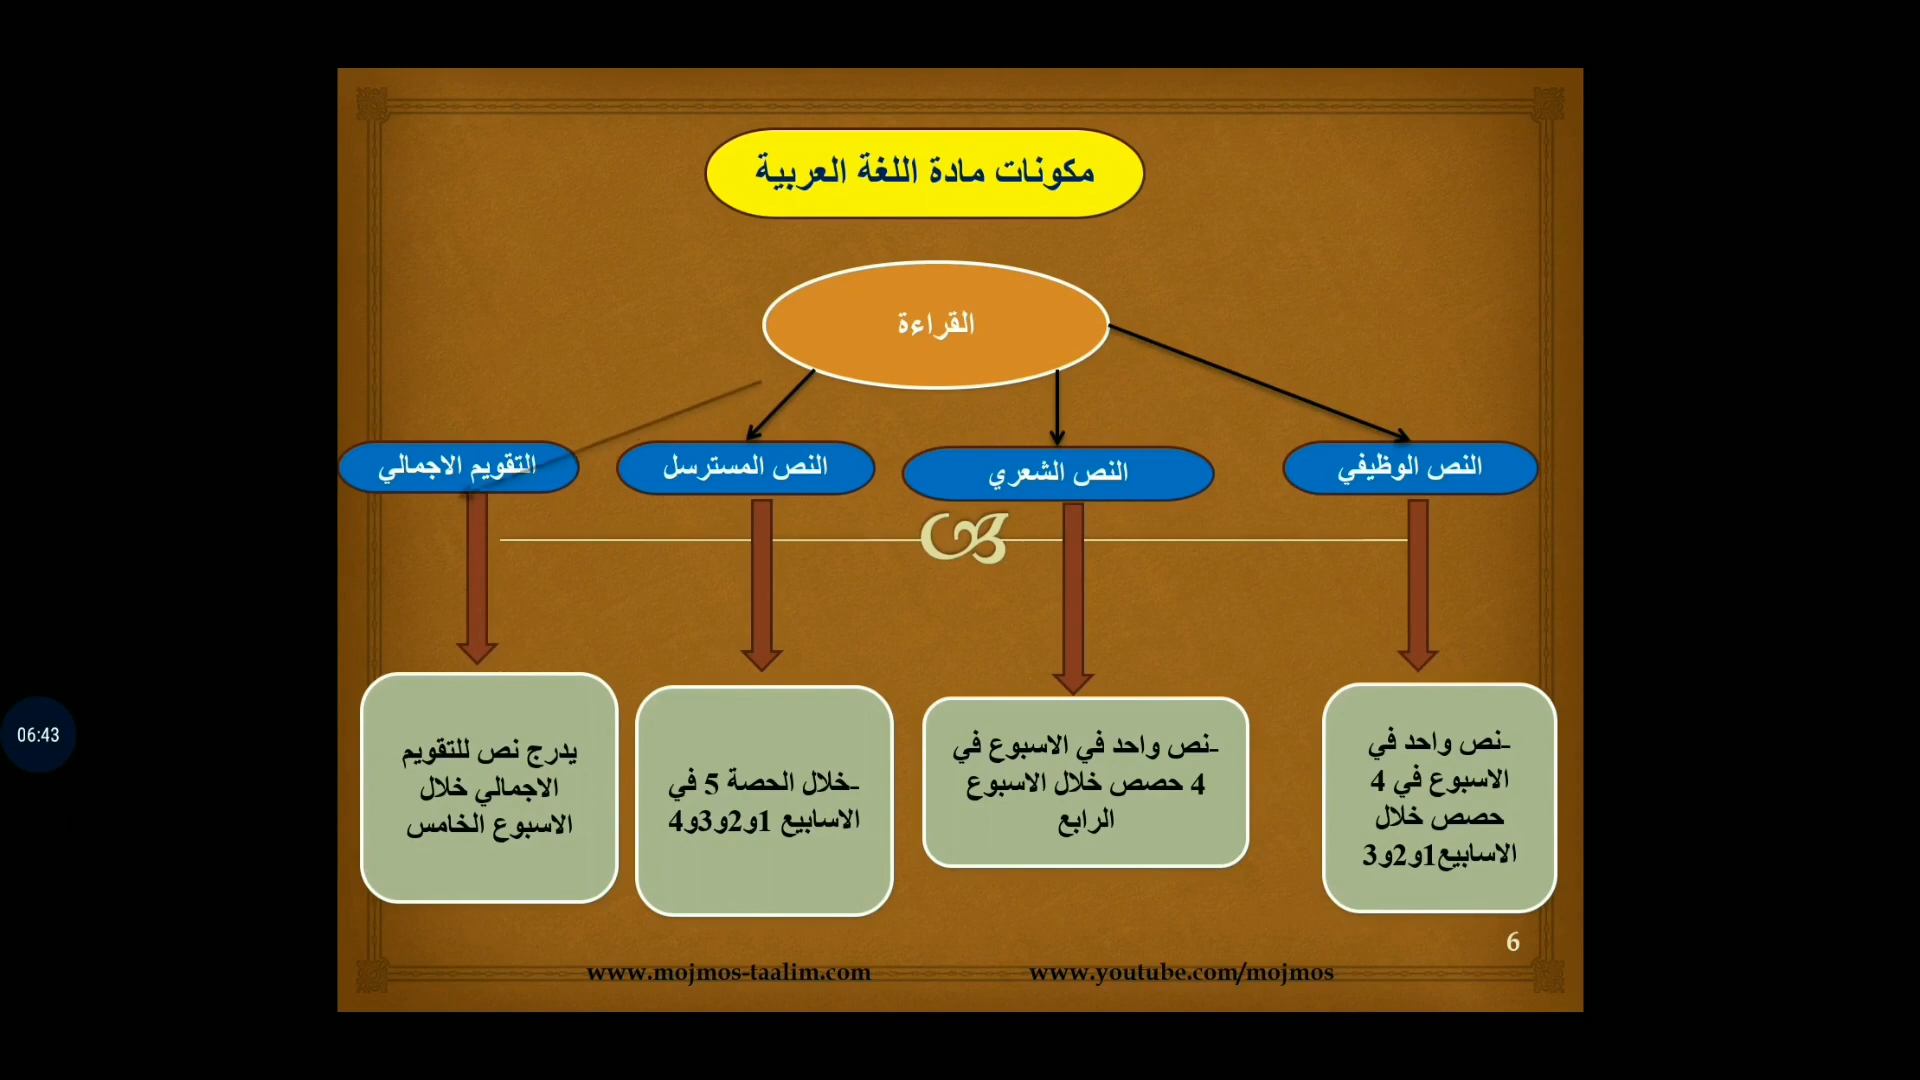 مكونات مادة اللغة العربية
القراءة
النص الوظيفي
النص الشعري
النص المسترسل
التقويم الاجمالي
-نص واحد في
الاسبوع في 4
حصص خلال
الاسابيع1و2و3
-نص واحد في الاسبوع في
4 حصص خلال الاسبوع
الرابع
-خلال الحصة 5 في
الاسابيع 1و2و3و4
يدرج نص للتقويم
الاجمالي خلال
الاسبوع الخامس
06:43
6
www.mojmos-taalim.com
www.youtube.com/mojmos